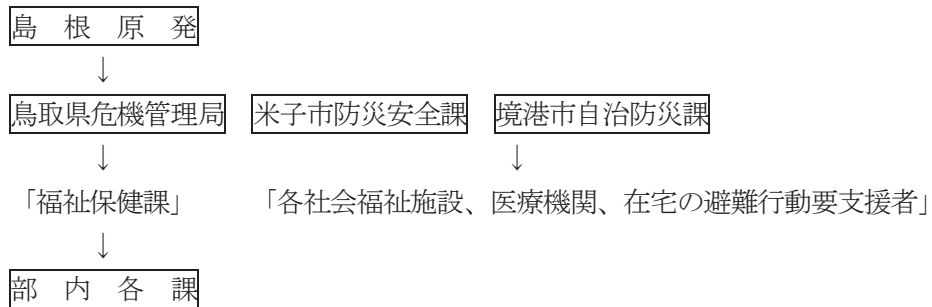 島　根　原　発
↓
鳥取県危機管理局　米子市防災安全課　境港市自治防災課
↓　↓
「福祉保健課」　「各社会福祉施設、医療機関、在宅の避難行動要支援者」
↓
部　内　各　課